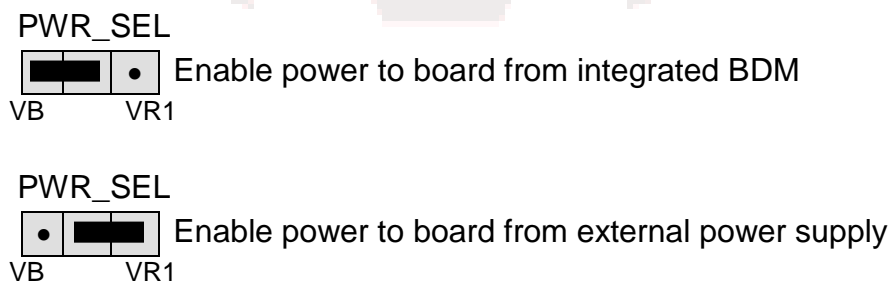 PWR_SEL
Enable power to board from integrated BDM
VB VR1
PWR_SEL
Enable power to board from external power supply
VB VR1